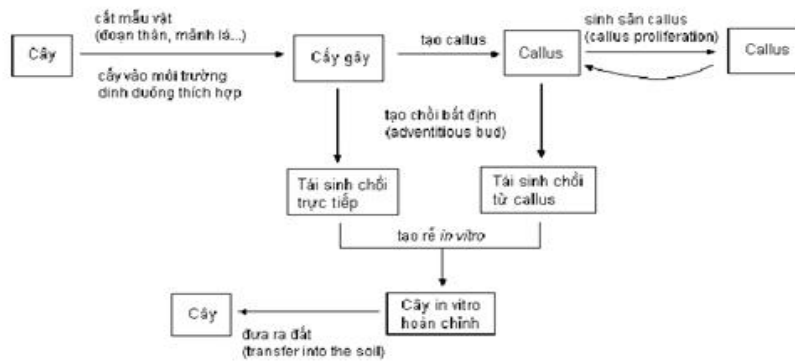 cắt mẫu vật
(đoạn thân, mảnh lá...)
Cây
cấy vào môi trường
dinh dưỡng thích hợp
Cấy gây
tạo callus
Callus
sinh sản callus
(callus proliferation)
Callus
tạo chồi bất định
(adventitious bud)
Tái sinh chồi
trực tiếp
Tái sinh chồi
từ callus
tạo rễ in vitro
Cây in vitro
hoàn chỉnh
Cây
đưa ra đất
(transfer into the soil)